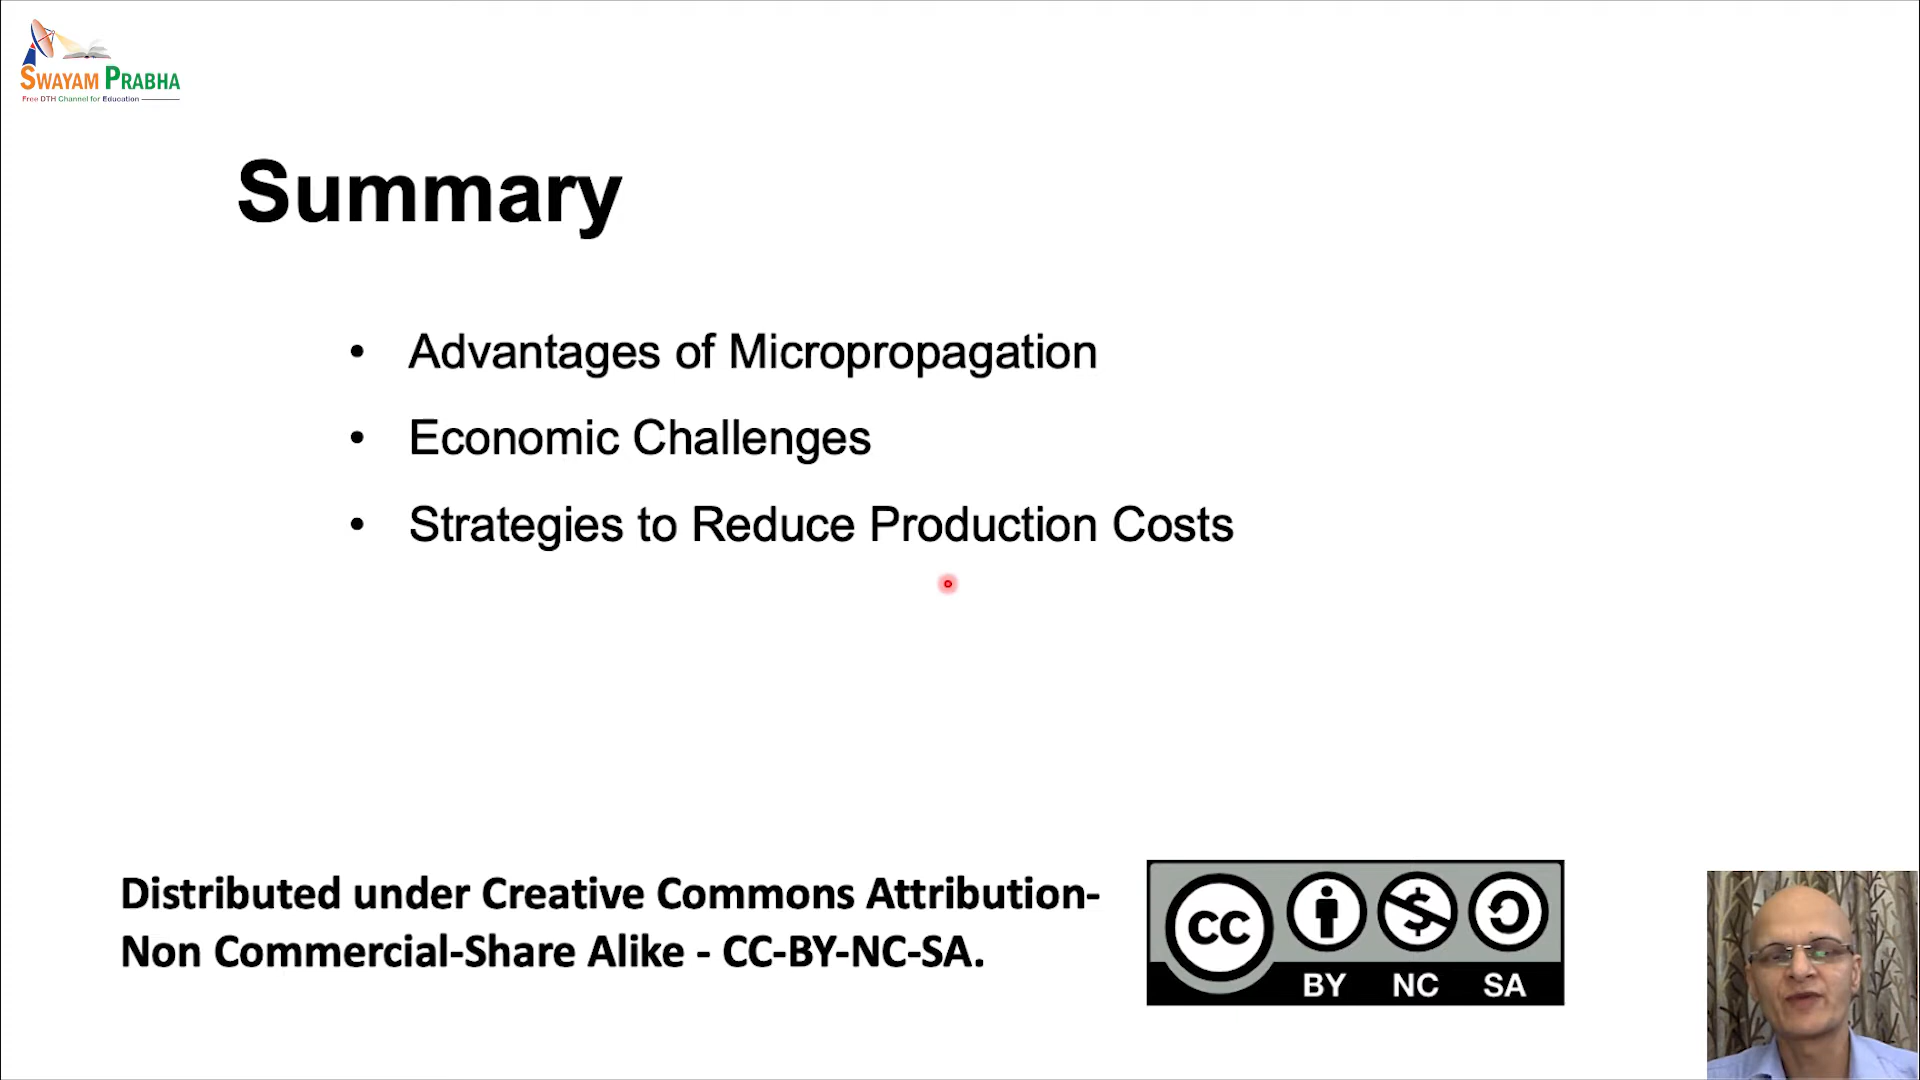 SWAYAM PRABHA
Free DTH Channel for Education
Summary
• Advantages of Micropropagation
• Economic Challenges
• Strategies to Reduce Production Costs
Distributed under Creative Commons Attribution-
Non Commercial-Share Alike - CC-BY-NC-SA.
cc
BY NC SA